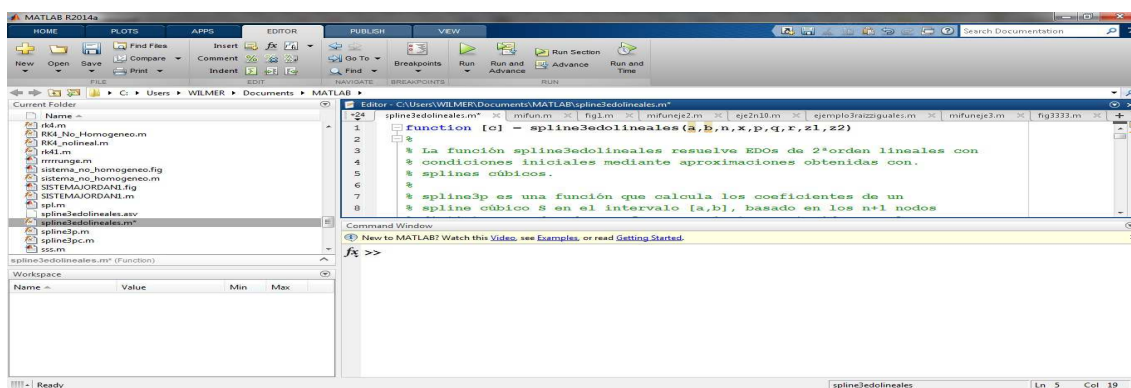 MATLAB R2014a
HOME PLOTS APPS EDITOR PUBLISH VIEW Search Documentation
New Open Save Find Files Compare Print Insert fx Comment Indent Go To Find Breakpoints Run Run and Advance Run Section Advance Run and Time
FILE EDIT NAVIGATE BREAKPOINTS RUN
C: Users WILMER Documents MATLAB
Current Folder
Name
rk4.m
RK4_No_Homogeneo.m
RK4_nolineal.m
rk41.m
rrrrunge.m
sistema_no_homogeneo.fig
sistema_no_homogeneo.m
SISTEMAJORDAN1.fig
SISTEMAJORDAN1.m
spl.m
spline3edolineales.asv
spline3edolineales.m*
spline3p.m
spline3pc.m
sss.m
spline3edolineales.m* (Function)
Workspace
Name Value Min Max
Editor - C:\Users\WILMER\Documents\MATLAB\spline3edolineales.m*
+24 spline3edolineales.m* mifun.m fig1.m mifuneje2.m eje2n10.m ejemplo3raizziguales.m mifuneje3.m fig3333.m
1 function [c] = spline3edolineales(a,b,n,x,p,q,r,z1,z2)
2 %
3 % La función spline3edolineales resuelve EDOs de 2ªorden lineales con
4 % condiciones iniciales mediante aproximaciones obtenidas con.
5 % splines cúbicos.
6 %
7 % spline3p es una función que calcula los coeficientes de un
8 % spline cúbico S en el intervalo [a,b], basado en los n+1 nodos
Command Window
New to MATLAB? Watch this Video, see Examples, or read Getting Started.
fx >>
Ready spline3edolineales Ln 5 Col 19